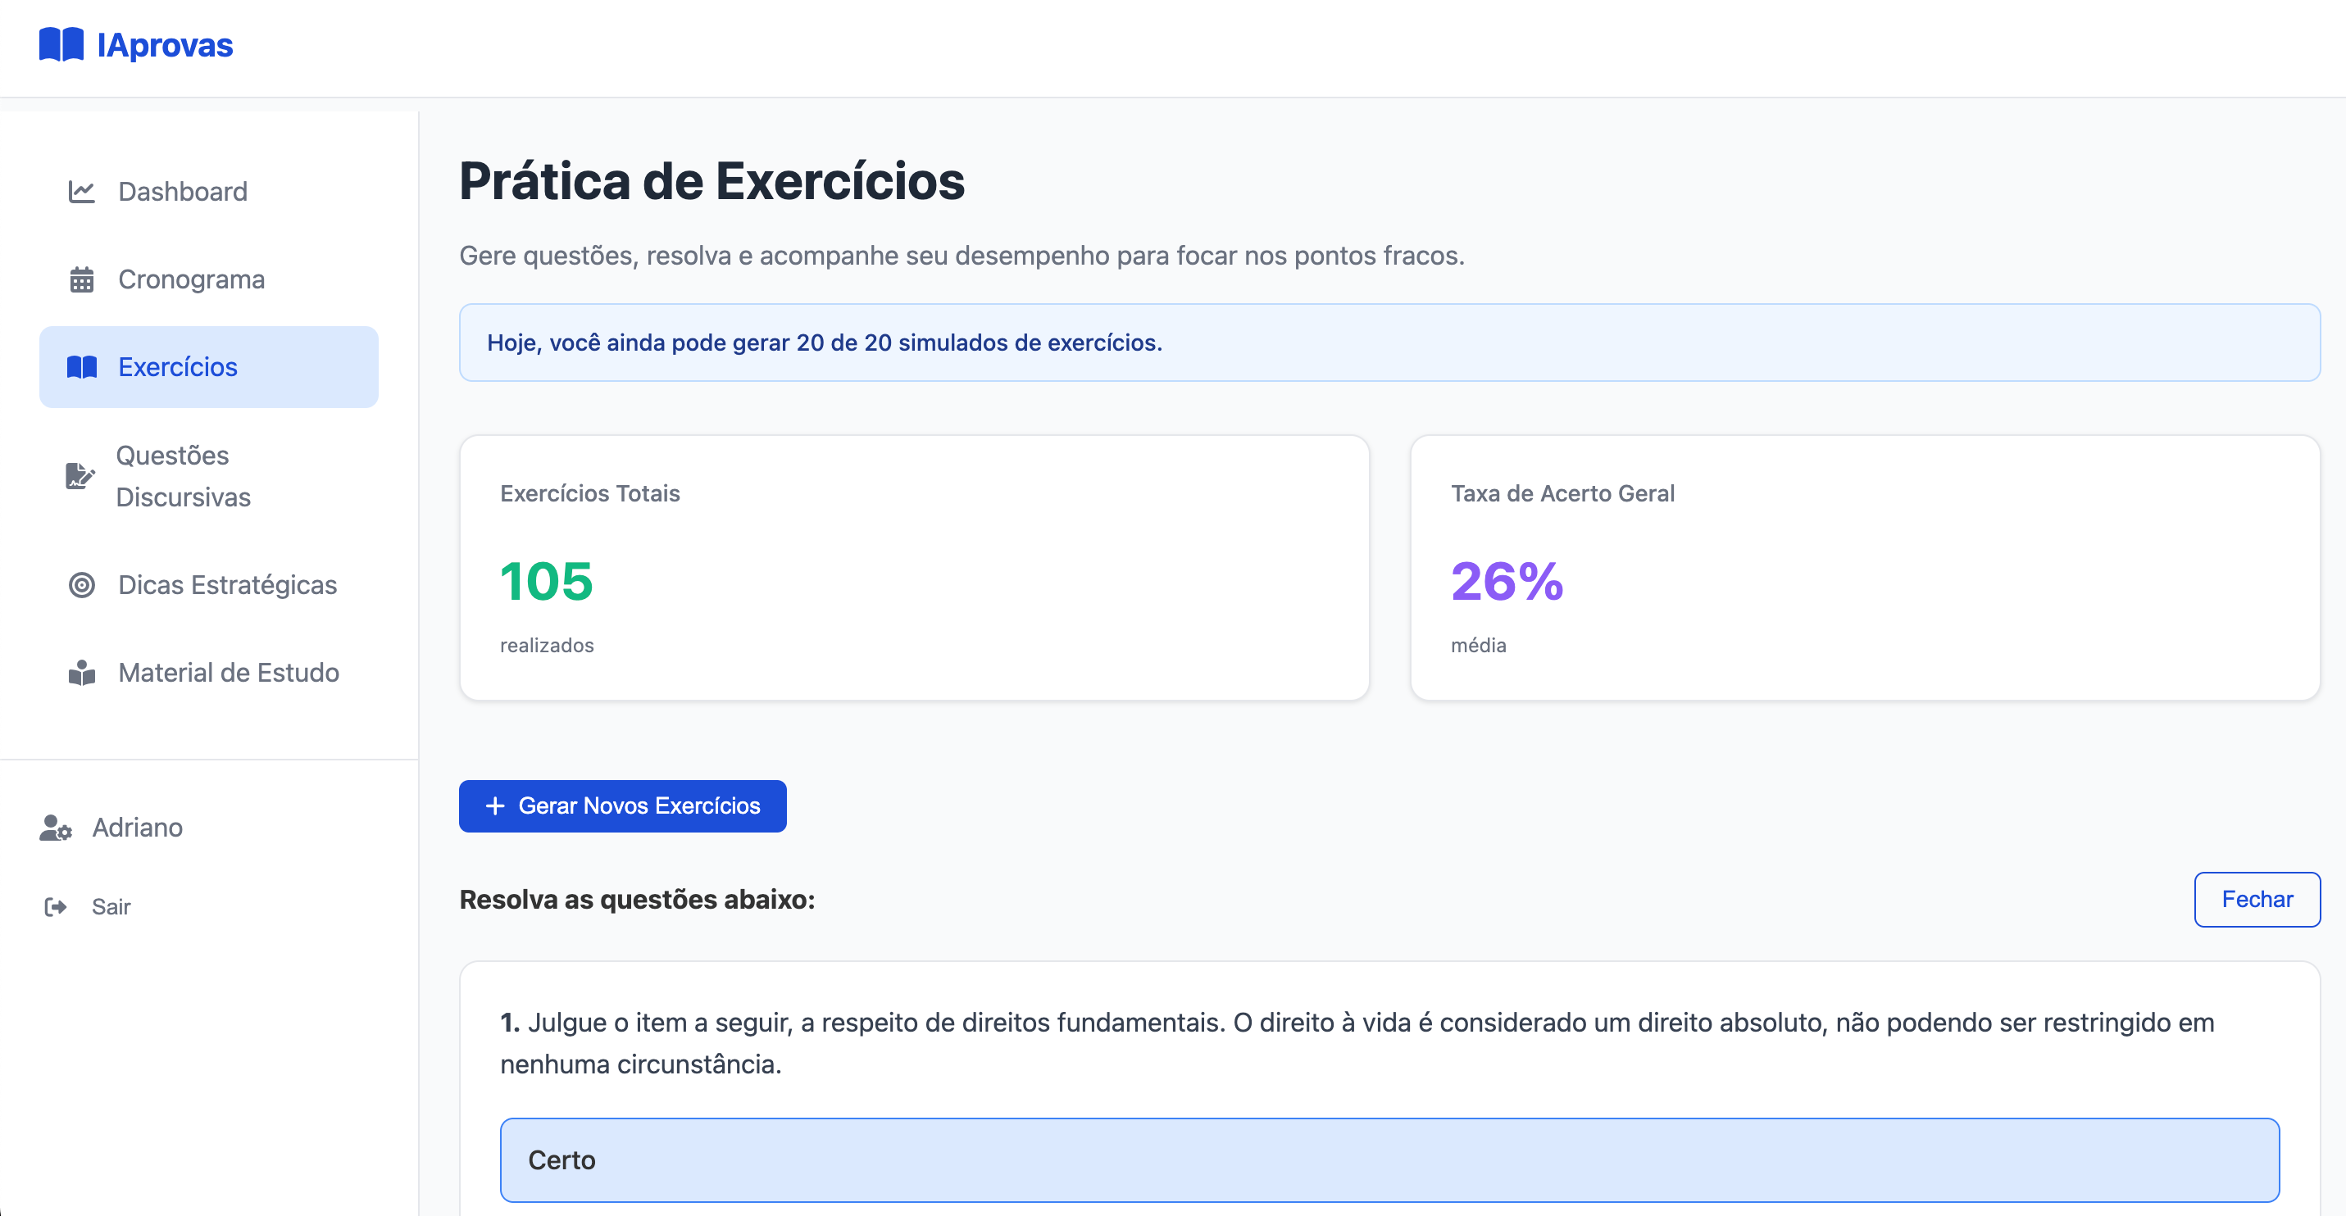 IAprovas
Dashboard
Cronograma
Exercícios
Questões
Discursivas
Dicas Estratégicas
Material de Estudo
Adriano
Sair
Prática de Exercícios
Gere questões, resolva e acompanhe seu desempenho para focar nos pontos fracos.
Hoje, você ainda pode gerar 20 de 20 simulados de exercícios.
Exercícios Totais
105
realizados
Taxa de Acerto Geral
26%
média
+ Gerar Novos Exercícios
Resolva as questões abaixo:
Fechar
1. Julgue o item a seguir, a respeito de direitos fundamentais. O direito à vida é considerado um direito absoluto, não podendo ser restringido em
nenhuma circunstância.
Certo